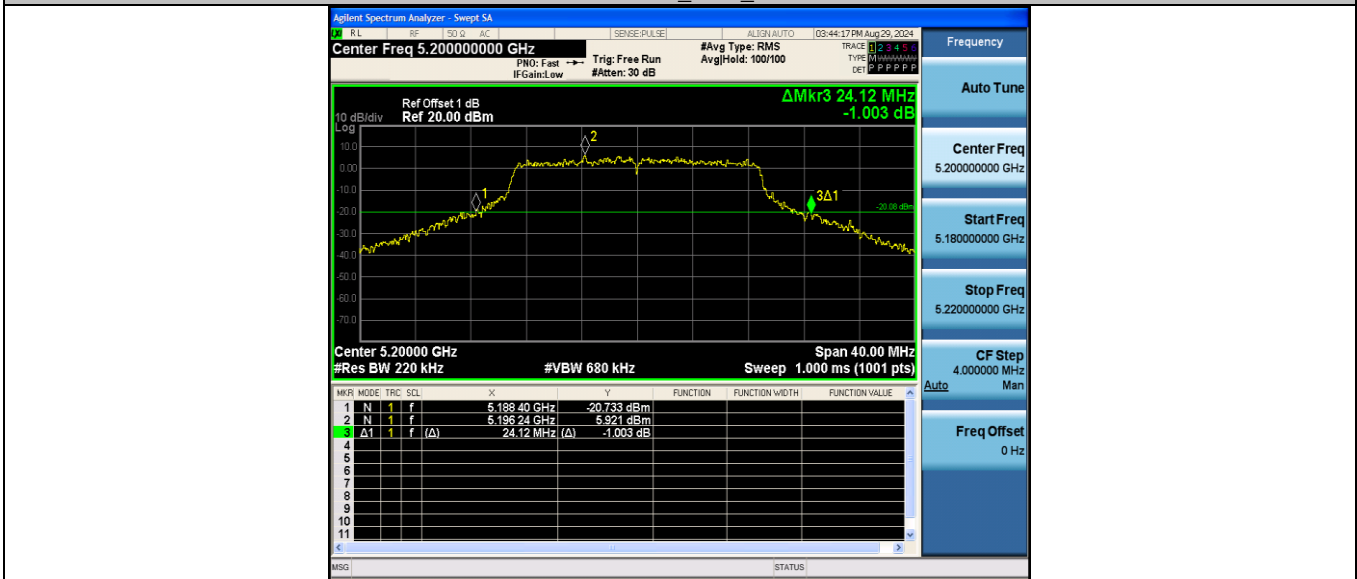 Agilent Spectrum Analyzer - Swept SA
RL RF 50 Ω AC SENSE:PULSE ALIGN AUTO 03:44:17 PM Aug 29, 2024
Center Freq 5.200000000 GHz #Avg Type: RMS TRACE 1 2 3 4 5 6
PNO: Fast Trig: Free Run Avg|Hold: 100/100 TYPE M
IFGain:Low #Atten: 30 dB DET P P P P P P
Frequency
Auto Tune
Center Freq
5.200000000 GHz
Start Freq
5.180000000 GHz
Stop Freq
5.220000000 GHz
CF Step
4.000000 MHz
Auto Man
Freq Offset
0 Hz
ΔMkr3 24.12 MHz
-1.003 dB
Ref Offset 1 dB
10 dB/div Ref 20.00 dBm
Log
10.0
0.00
-10.0
-20.0
-30.0
-40.0
-50.0
-60.0
-70.0
1
2
3Δ1
-20.08 dBm
Center 5.20000 GHz Span 40.00 MHz
#Res BW 220 kHz #VBW 680 kHz Sweep 1.000 ms (1001 pts)
MKR MODE TRC SCL X Y FUNCTION FUNCTION WIDTH FUNCTION VALUE
1 N 1 f 5.188 40 GHz -20.733 dBm
2 N 1 f 5.196 24 GHz 5.921 dBm
3 Δ1 1 f (Δ) 24.12 MHz (Δ) -1.003 dB
4
5
6
7
8
9
10
11
MSG STATUS